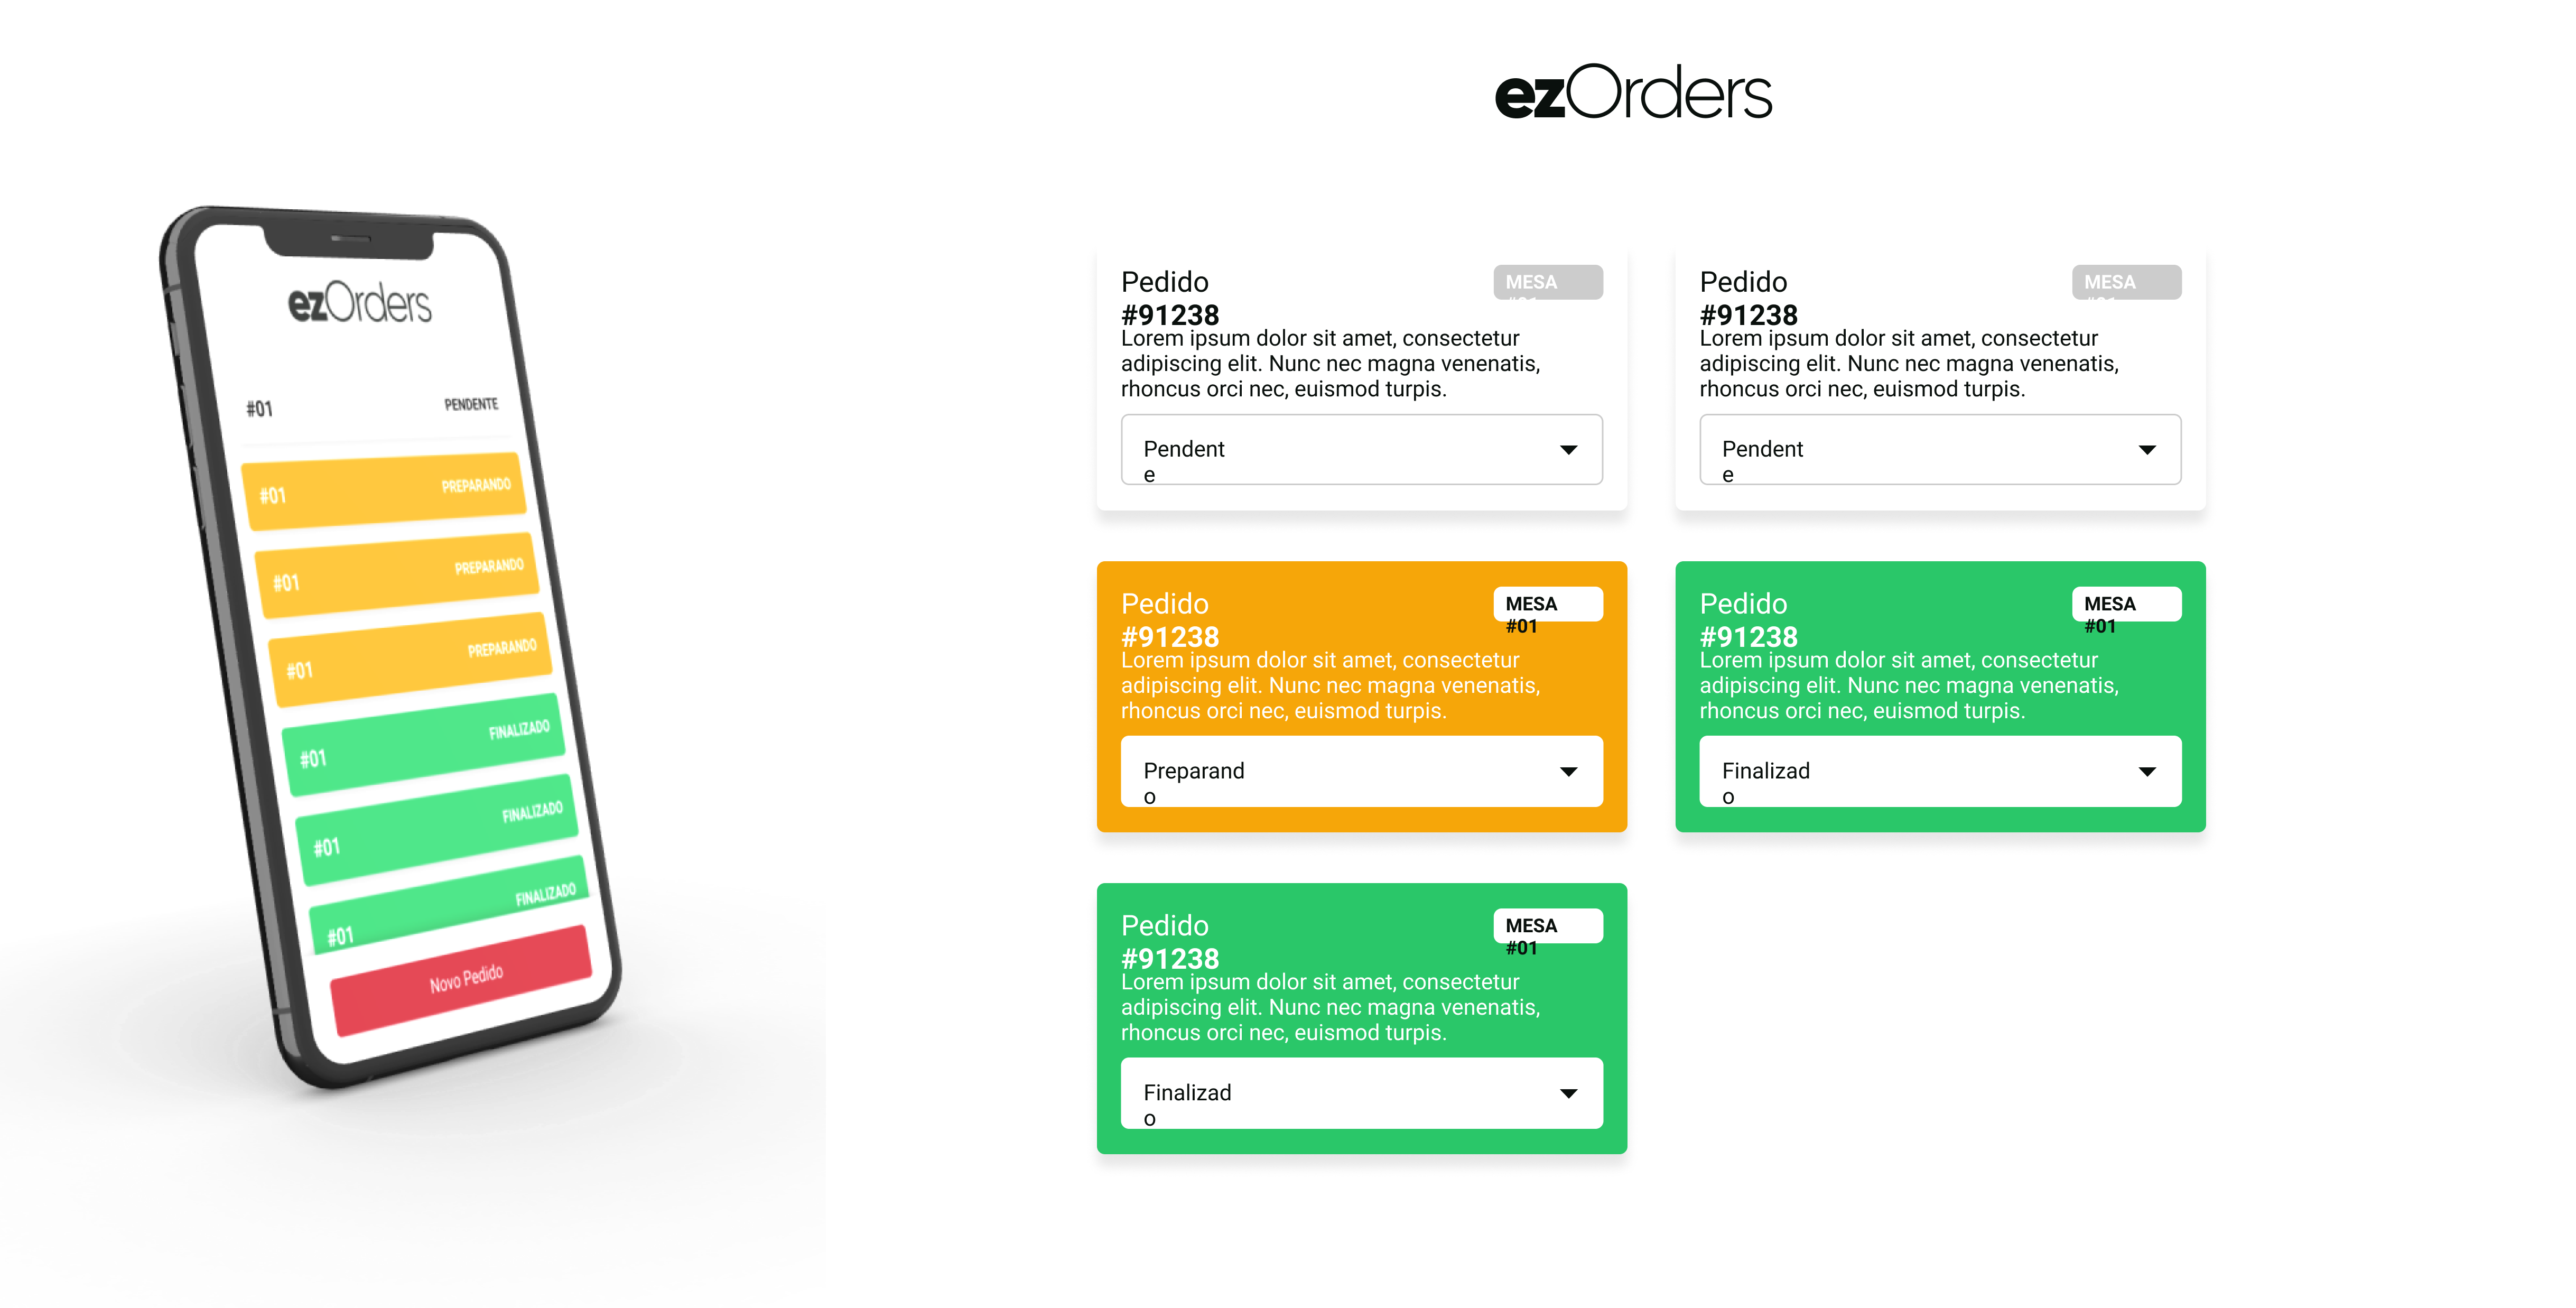 ezOrders
#01 PENDENTE
#01 PREPARANDO
#01 PREPARANDO
#01 PREPARANDO
#01 FINALIZADO
#01 FINALIZADO
#01 FINALIZADO
Novo Pedido
ezOrders
Pedido
#91238
MESA
#01
Lorem ipsum dolor sit amet, consectetur
adipiscing elit. Nunc nec magna venenatis,
rhoncus orci nec, euismod turpis.
Pendent
e
Pedido
#91238
MESA
#01
Lorem ipsum dolor sit amet, consectetur
adipiscing elit. Nunc nec magna venenatis,
rhoncus orci nec, euismod turpis.
Pendent
e
Pedido
#91238
MESA
#01
Lorem ipsum dolor sit amet, consectetur
adipiscing elit. Nunc nec magna venenatis,
rhoncus orci nec, euismod turpis.
Preparand
o
Pedido
#91238
MESA
#01
Lorem ipsum dolor sit amet, consectetur
adipiscing elit. Nunc nec magna venenatis,
rhoncus orci nec, euismod turpis.
Finalizad
o
Pedido
#91238
MESA
#01
Lorem ipsum dolor sit amet, consectetur
adipiscing elit. Nunc nec magna venenatis,
rhoncus orci nec, euismod turpis.
Finalizad
o